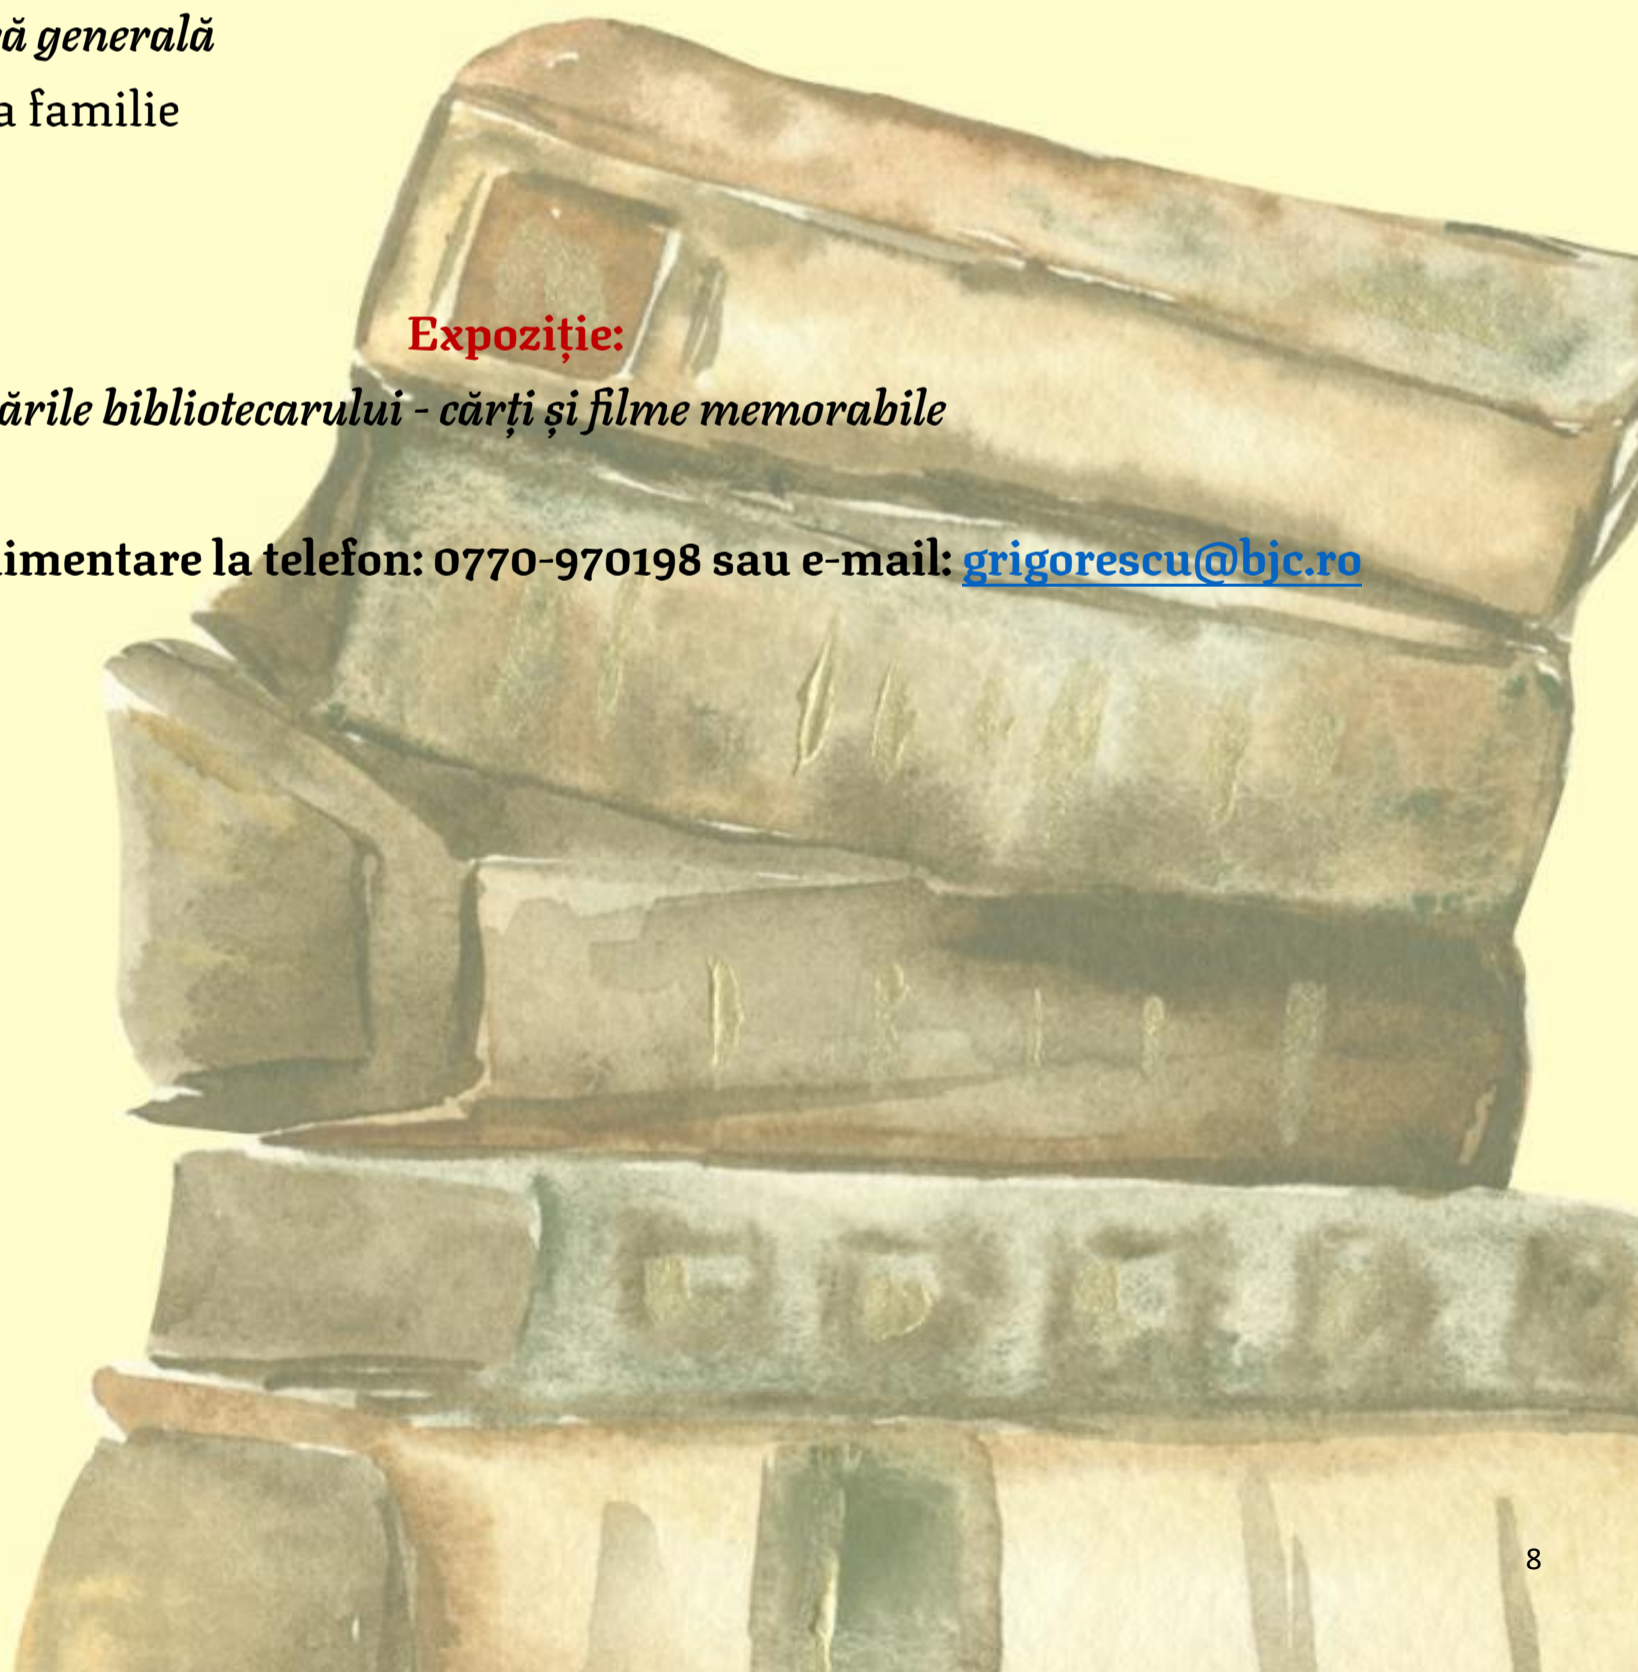 ă generală
a familie
Expoziție:
ările bibliotecarului - cărți și filme memorabile
limentare la telefon: 0770-970198 sau e-mail: grigorescu@bjc.ro
8